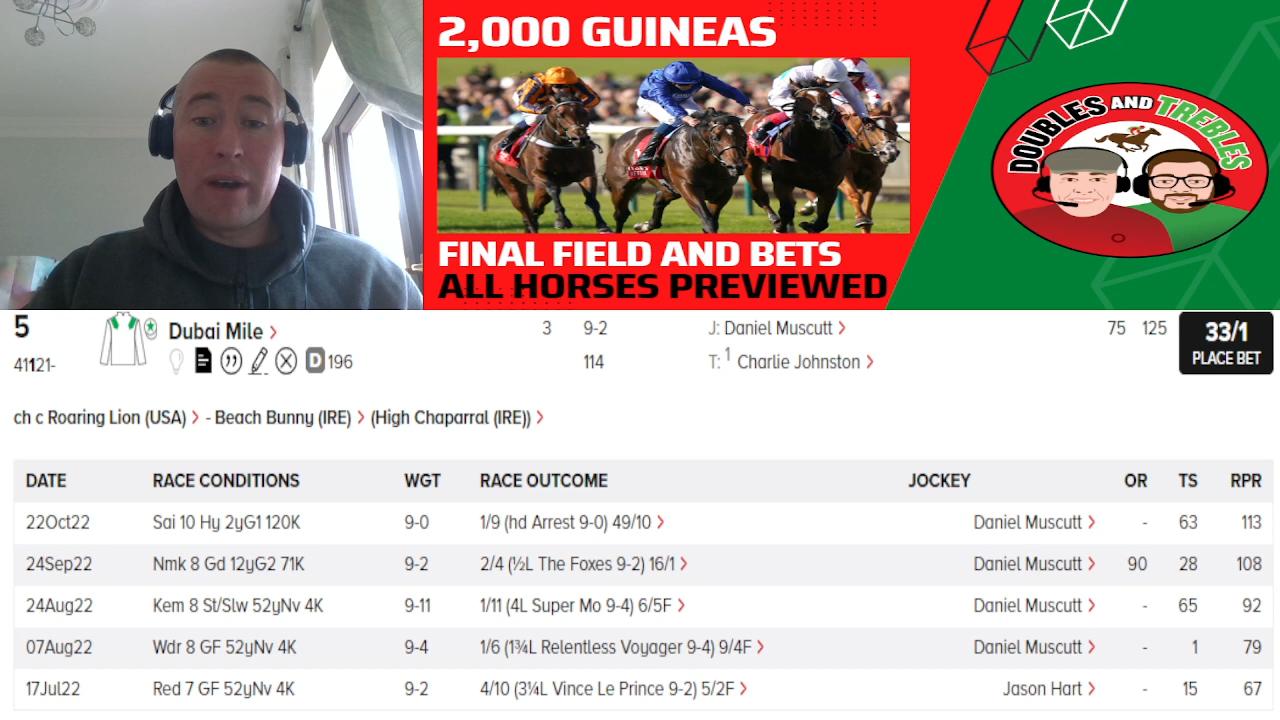 2,000 GUINEAS
FINAL FIELD AND BETS
ALL HORSES PREVIEWED
DOUBLES AND TREBLES
5 Dubai Mile > 3 9-2 J: Daniel Muscutt > 75 125 33/1
41121- D 196 114 T: 1 Charlie Johnston > PLACE BET
ch c Roaring Lion (USA) > - Beach Bunny (IRE) > (High Chaparral (IRE)) >
DATE RACE CONDITIONS WGT RACE OUTCOME JOCKEY OR TS RPR
22Oct22 Sai 10 Hy 2yG1 120K 9-0 1/9 (hd Arrest 9-0) 49/10 > Daniel Muscutt > - 63 113
24Sep22 Nmk 8 Gd 12yG2 71K 9-2 2/4 (½L The Foxes 9-2) 16/1 > Daniel Muscutt > 90 28 108
24Aug22 Kem 8 St/Slw 52yNv 4K 9-11 1/11 (4L Super Mo 9-4) 6/5F > Daniel Muscutt > - 65 92
07Aug22 Wdr 8 GF 52yNv 4K 9-4 1/6 (1¾L Relentless Voyager 9-4) 9/4F > Daniel Muscutt > - 1 79
17Jul22 Red 7 GF 52yNv 4K 9-2 4/10 (3¼L Vince Le Prince 9-2) 5/2F > Jason Hart > - 15 67